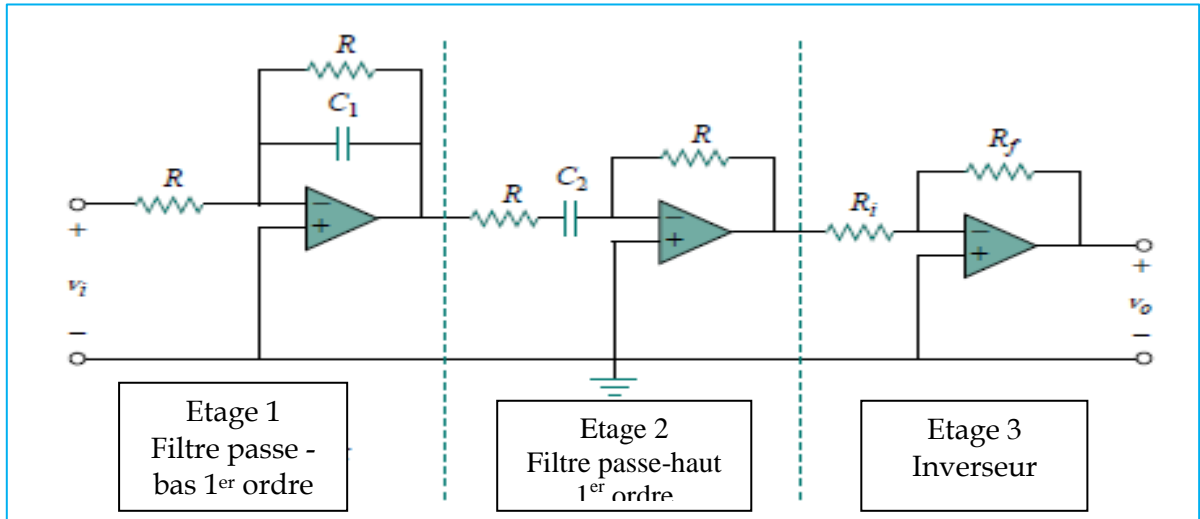 R
C₁
R
−
+
R
C₂
R
−
+
Rᵢ
R_f
−
+
+
vᵢ
−
+
vₒ
−
Etage 1
Filtre passe -
bas 1ᵉʳ ordre
Etage 2
Filtre passe-haut
1ᵉʳ ordre
Etage 3
Inverseur